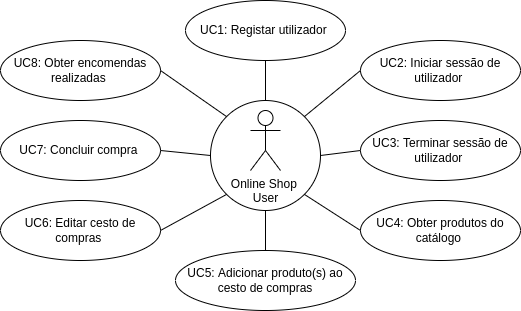 UC1: Registar utilizador
UC8: Obter encomendas
realizadas
UC2: Iniciar sessão de
utilizador
UC7: Concluir compra
UC3: Terminar sessão de
utilizador
Online Shop
User
UC6: Editar cesto de
compras
UC4: Obter produtos do
catálogo
UC5: Adicionar produto(s) ao
cesto de compras